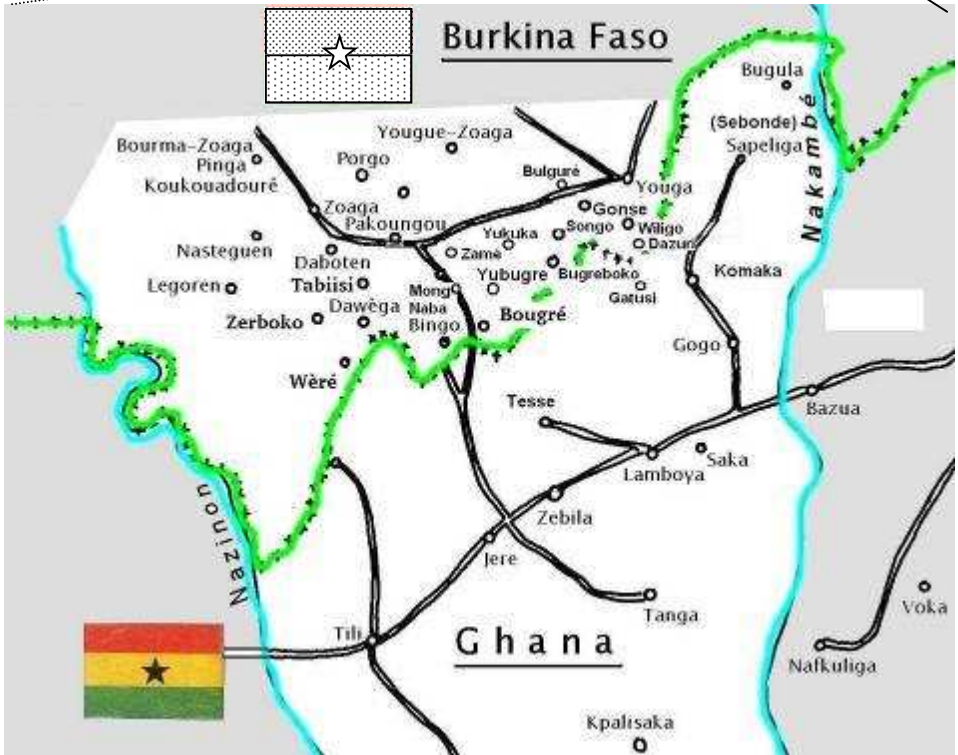 Burkina Faso
Bugula
(Sebonde)
Sapeliga
Nakambé
Yougue-Zoaga
Bourma-Zoaga
Pinga
Koukouadouré
Porgo
Bulguré
Youga
Zoaga
Pakoungou
Gonse
Songo
Wiligo
Dazuri
Yukuka
Zamé
Nasteguen
Daboten
Tabiisi
Legoren
Yubugre
Bugreboko
Gatusi
Komaka
Mong
Naba
Bingo
Bougré
Zerboko
Dawèga
Gogo
Wèré
Tesse
Bazua
Lamboya
Saka
Zebila
Nazinon
Jere
Tanga
Voka
Tili
Ghana
Nafkuliga
Kpalisaka